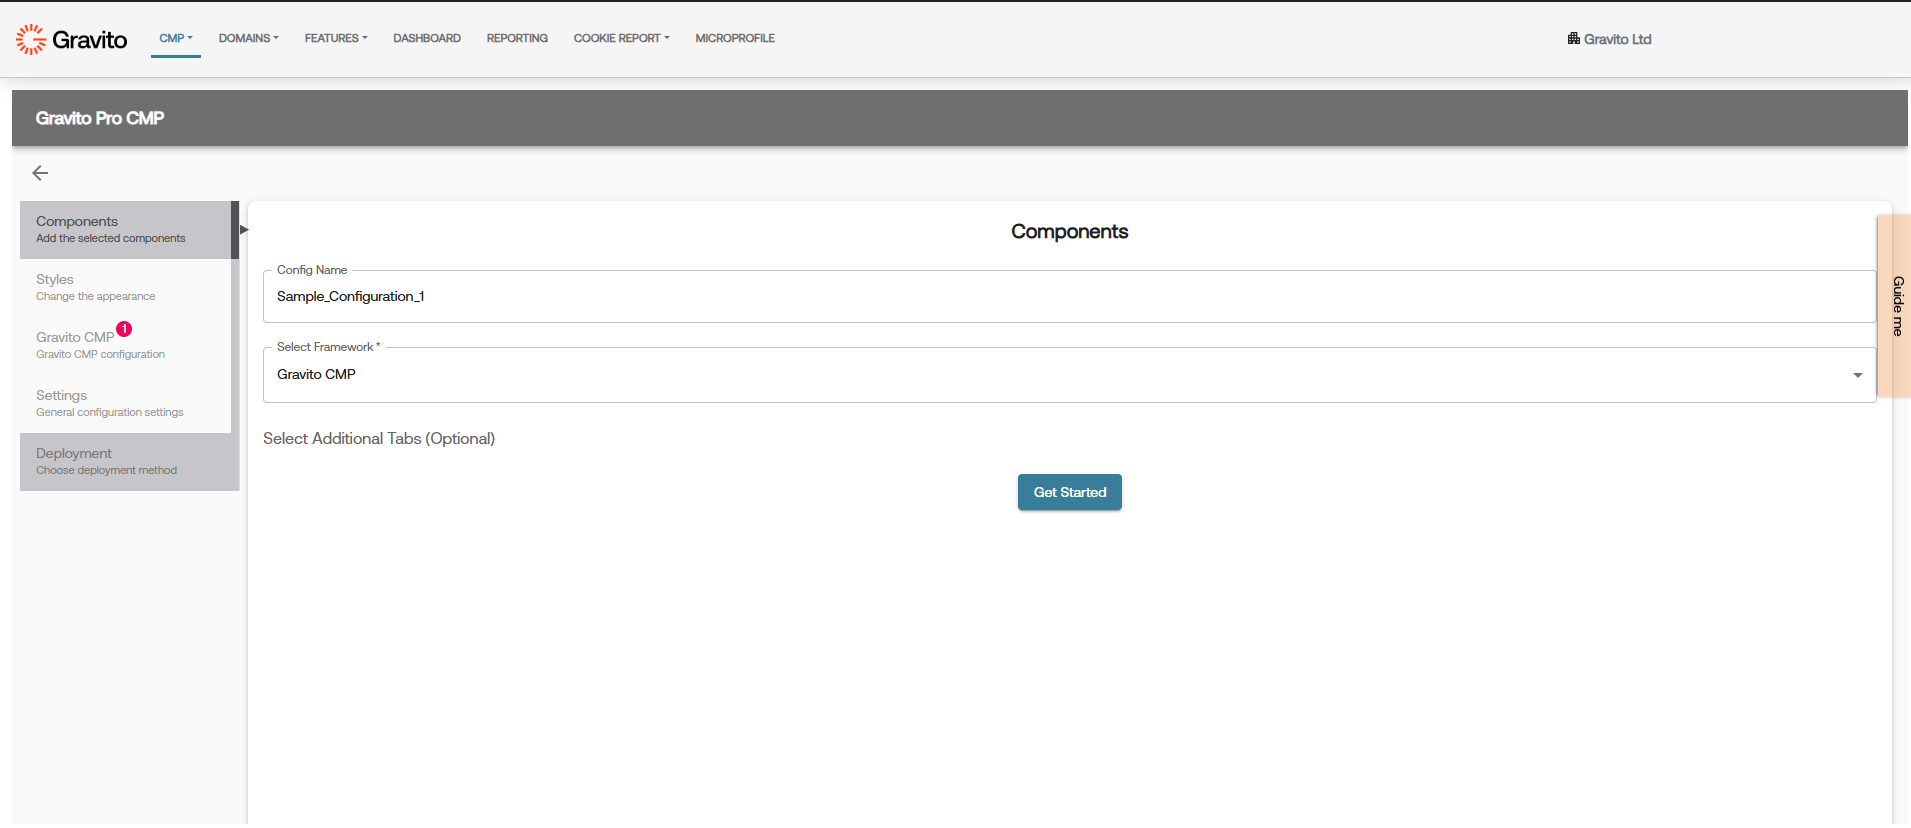 Gravito
CMP
DOMAINS
FEATURES
DASHBOARD
REPORTING
COOKIE REPORT
MICROPROFILE
Gravito Ltd
Gravito Pro CMP
Components
Add the selected components
Styles
Change the appearance
Gravito CMP 1
Gravito CMP configuration
Settings
General configuration settings
Deployment
Choose deployment method
Components
Config Name
Sample_Configuration_1
Select Framework *
Gravito CMP
Select Additional Tabs (Optional)
Get Started
Guide me